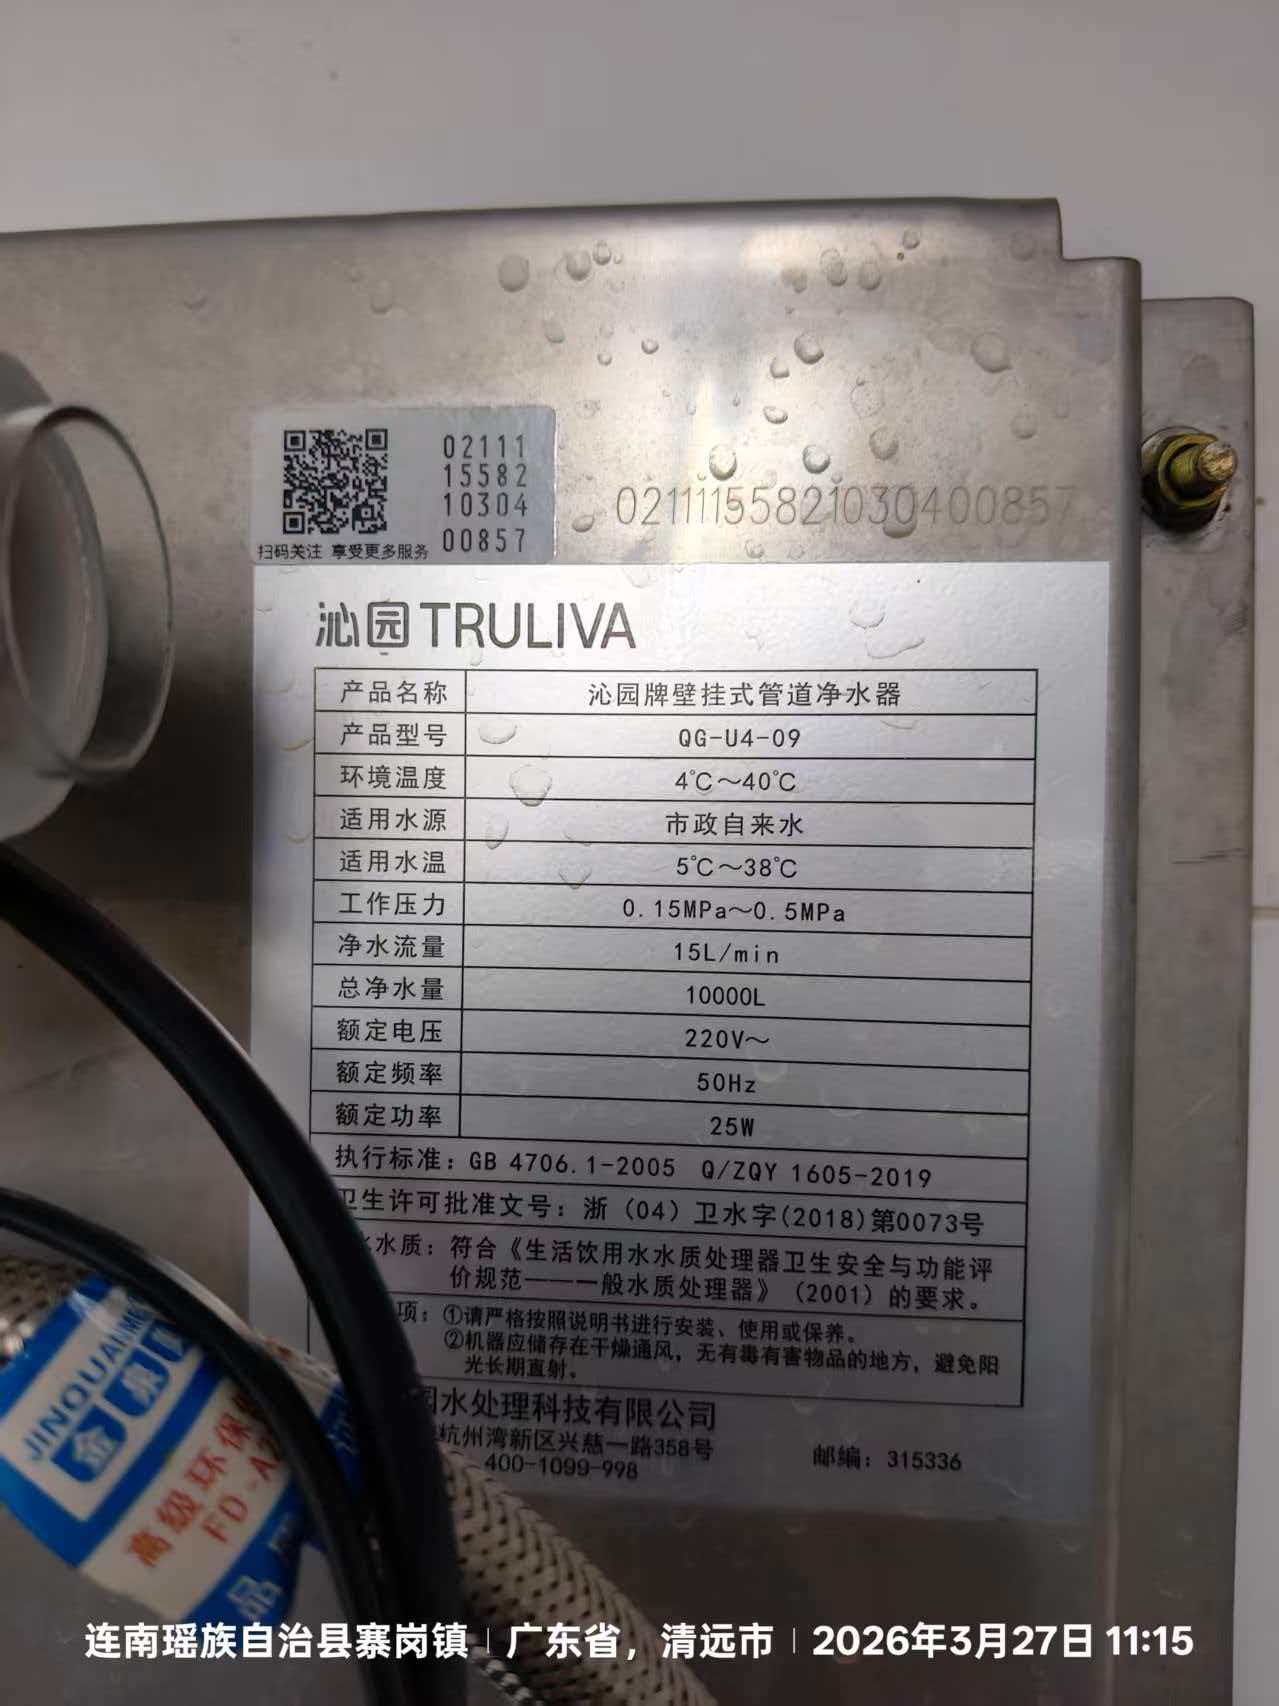 02111
15582
10304
00857
扫码关注 享受更多服务
02111155821030400857
沁园 TRULIVA
产品名称 沁园牌壁挂式管道净水器
产品型号 QG-U4-09
环境温度 4℃~40℃
适用水源 市政自来水
适用水温 5℃~38℃
工作压力 0.15MPa~0.5MPa
净水流量 15L/min
总净水量 10000L
额定电压 220V~
额定频率 50Hz
额定功率 25W
执行标准：GB 4706.1-2005 Q/ZQY 1605-2019
卫生许可批准文号：浙（04）卫水字(2018)第0073号
水质：符合《生活饮用水水质处理器卫生安全与功能评
价规范——一般水质处理器》（2001）的要求。
项：①请严格按照说明书进行安装、使用或保养。
②机器应储存在干燥通风，无有毒有害物品的地方，避免阳
光长期直射。
园水处理科技有限公司
杭州湾新区兴慈一路358号 邮编：315336
400-1099-998
JINQUAN
金泉
高级环保
FD-A
品
连南瑶族自治县寨岗镇 | 广东省，清远市 | 2026年3月27日 11:15